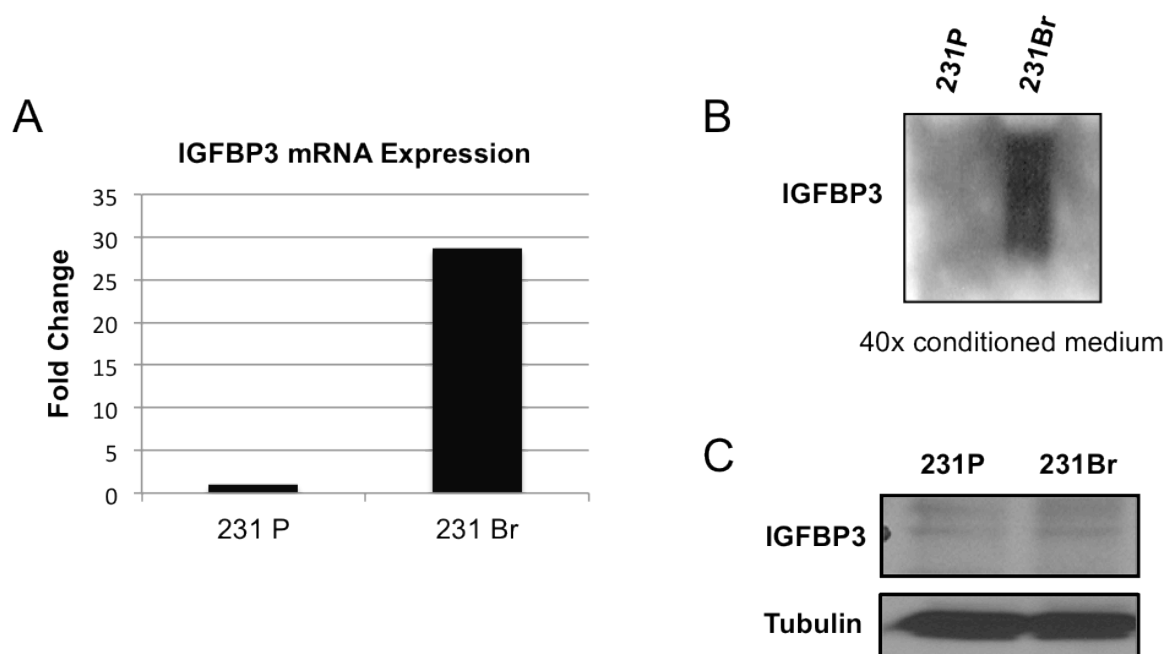 A
IGFBP3 mRNA Expression
Fold Change
35
30
25
20
15
10
5
0
231 P
231 Br
B
231P
231Br
IGFBP3
40x conditioned medium
C
231P
231Br
IGFBP3
Tubulin